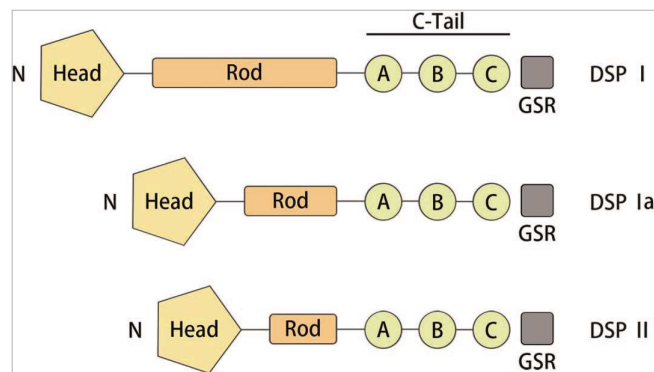 C-Tail
N Head Rod A B C DSP I
GSR
N Head Rod A B C DSP Ia
GSR
N Head Rod A B C DSP II
GSR